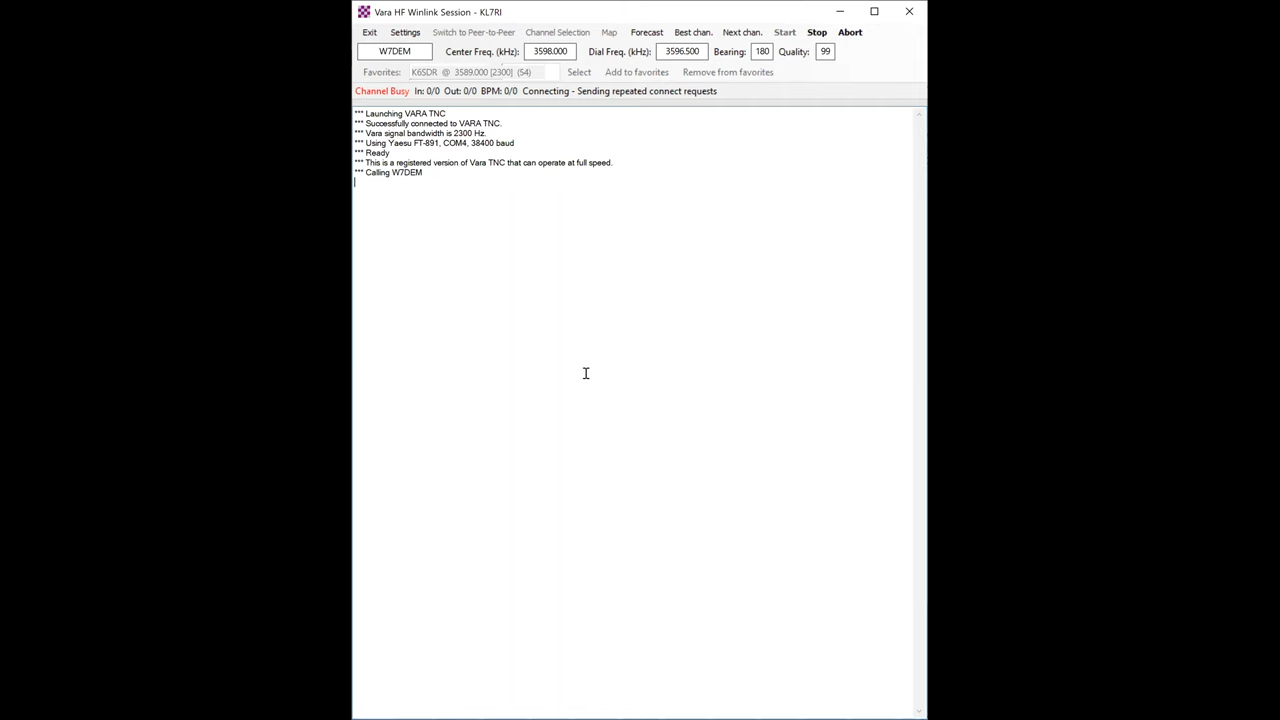 Vara HF Winlink Session - KL7RI
Exit Settings Switch to Peer-to-Peer Channel Selection Map Forecast Best chan. Next chan. Start Stop Abort
W7DEM Center Freq. (kHz): 3598.000 Dial Freq. (kHz): 3596.500 Bearing: 180 Quality: 99
Favorites: K6SDR @ 3589.000 [2300] (54) Select Add to favorites Remove from favorites
Channel Busy In: 0/0 Out: 0/0 BPM: 0/0 Connecting - Sending repeated connect requests
*** Launching VARA TNC
*** Successfully connected to VARA TNC.
*** Vara signal bandwidth is 2300 Hz.
*** Using Yaesu FT-891, COM4, 38400 baud
*** Ready
*** This is a registered version of Vara TNC that can operate at full speed.
*** Calling W7DEM